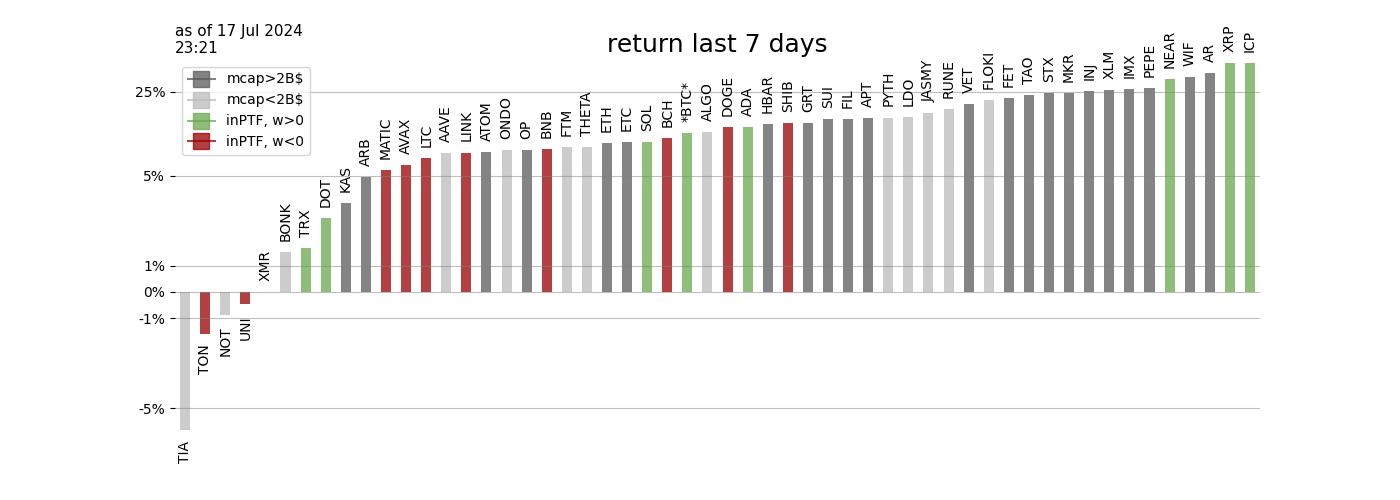 as of 17 Jul 2024
23:21
return last 7 days
mcap>2B$
mcap<2B$
inPTF, w>0
inPTF, w<0
25%
5%
1%
0%
-1%
-5%
TIA
TON
NOT
UNI
XMR
BONK
TRX
DOT
KAS
ARB
MATIC
AVAX
LTC
AAVE
LINK
ATOM
ONDO
OP
BNB
FTM
THETA
ETH
ETC
SOL
BCH
*BTC*
ALGO
DOGE
ADA
HBAR
SHIB
GRT
SUI
FIL
APT
PYTH
LDO
JASMY
RUNE
VET
FLOKI
FET
TAO
STX
MKR
INJ
XLM
IMX
PEPE
NEAR
WIF
AR
XRP
ICP